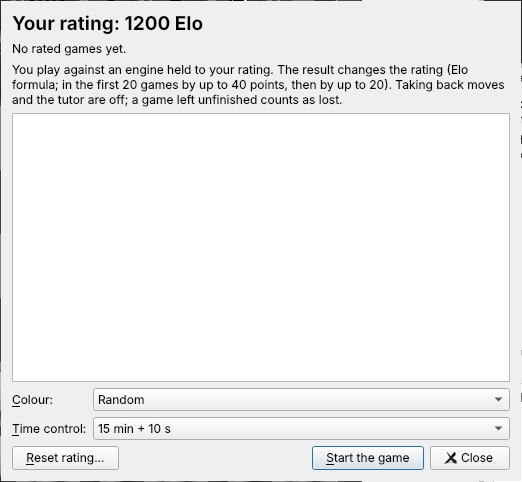 Your rating: 1200 Elo
No rated games yet.
You play against an engine held to your rating. The result changes the rating (Elo
formula; in the first 20 games by up to 40 points, then by up to 20). Taking back moves
and the tutor are off; a game left unfinished counts as lost.
Colour: Random
Time control: 15 min + 10 s
Reset rating... Start the game Close